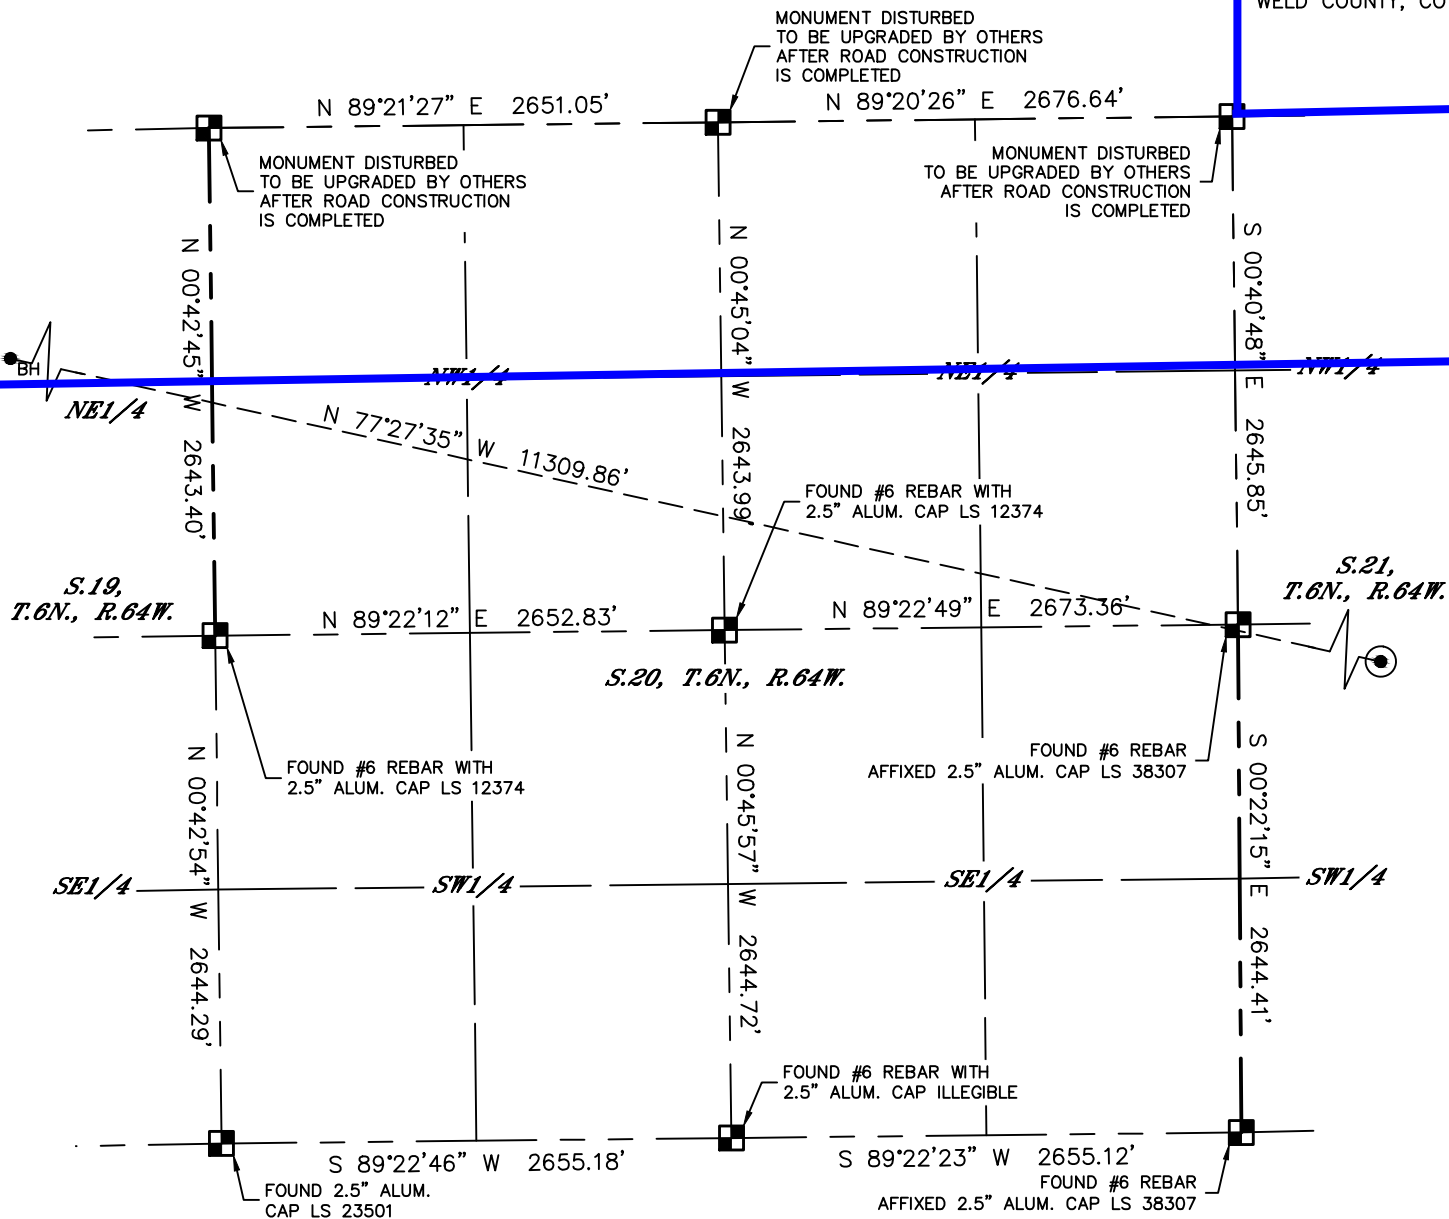 WELD COUNTY, CO
MONUMENT DISTURBED
TO BE UPGRADED BY OTHERS
AFTER ROAD CONSTRUCTION
IS COMPLETED
N 89°21'27" E 2651.05'
N 89°20'26" E 2676.64'
MONUMENT DISTURBED
TO BE UPGRADED BY OTHERS
AFTER ROAD CONSTRUCTION
IS COMPLETED
MONUMENT DISTURBED
TO BE UPGRADED BY OTHERS
AFTER ROAD CONSTRUCTION
IS COMPLETED
N 00°42'45" W 2643.40'
N 00°45'04" W 2643.99'
S 00°40'48" E 2645.85'
BH
NE1/4
NW1/4
NE1/4
NW1/4
N 77°27'35" W 11309.86'
FOUND #6 REBAR WITH
2.5" ALUM. CAP LS 12374
S.19,
T.6N., R.64W.
N 89°22'12" E 2652.83'
N 89°22'49" E 2673.36'
S.21,
T.6N., R.64W.
S.20, T.6N., R.64W.
FOUND #6 REBAR WITH
2.5" ALUM. CAP LS 12374
FOUND #6 REBAR
AFFIXED 2.5" ALUM. CAP LS 38307
N 00°42'54" W 2644.29'
N 00°45'57" W 2644.72'
S 00°22'15" E 2644.41'
SE1/4
SW1/4
SE1/4
SW1/4
FOUND #6 REBAR WITH
2.5" ALUM. CAP ILLEGIBLE
S 89°22'46" W 2655.18'
S 89°22'23" W 2655.12'
FOUND 2.5" ALUM.
CAP LS 23501
FOUND #6 REBAR
AFFIXED 2.5" ALUM. CAP LS 38307